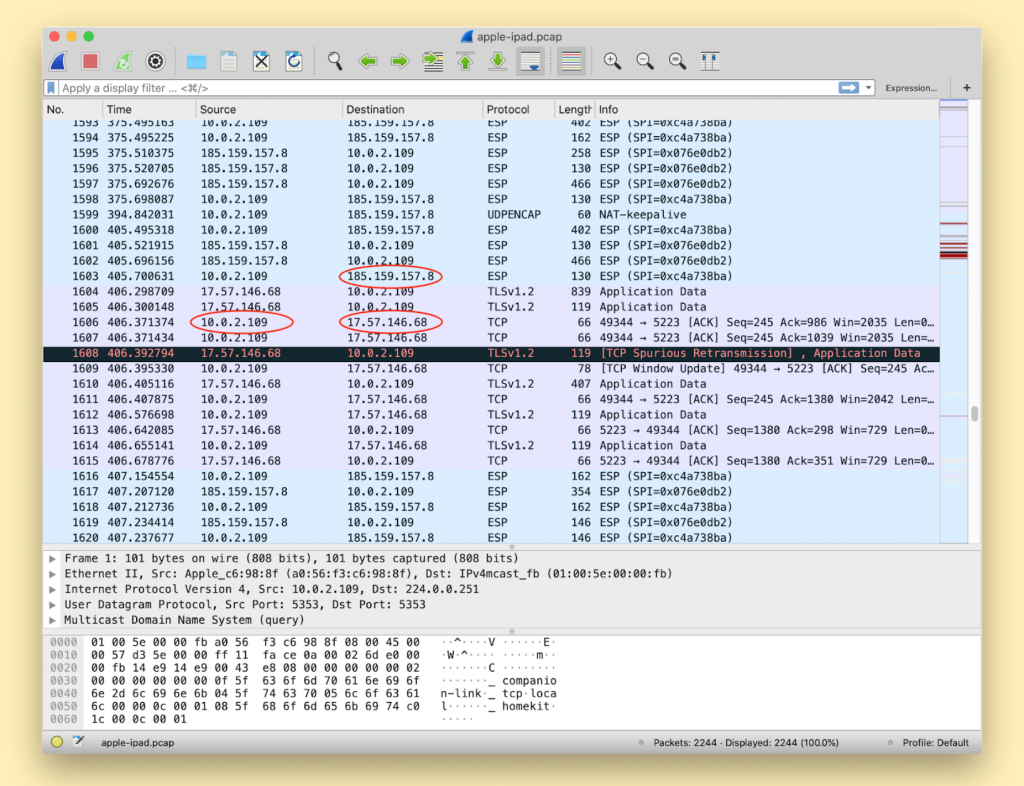 apple-ipad.pcap
Apply a display filter ... <⌘/>
Expression...
+
No. Time Source Destination Protocol Length Info
1593 375.495163 10.0.2.109 185.159.157.8 ESP 402 ESP (SPI=0xc4a738ba)
1594 375.495225 10.0.2.109 185.159.157.8 ESP 162 ESP (SPI=0xc4a738ba)
1595 375.510375 185.159.157.8 10.0.2.109 ESP 258 ESP (SPI=0x076e0db2)
1596 375.520705 185.159.157.8 10.0.2.109 ESP 130 ESP (SPI=0x076e0db2)
1597 375.692676 185.159.157.8 10.0.2.109 ESP 466 ESP (SPI=0x076e0db2)
1598 375.698087 10.0.2.109 185.159.157.8 ESP 130 ESP (SPI=0xc4a738ba)
1599 394.842031 10.0.2.109 185.159.157.8 UDPENCAP 60 NAT-keepalive
1600 405.495318 10.0.2.109 185.159.157.8 ESP 402 ESP (SPI=0xc4a738ba)
1601 405.521915 185.159.157.8 10.0.2.109 ESP 130 ESP (SPI=0x076e0db2)
1602 405.696156 185.159.157.8 10.0.2.109 ESP 466 ESP (SPI=0x076e0db2)
1603 405.700631 10.0.2.109 185.159.157.8 ESP 130 ESP (SPI=0xc4a738ba)
1604 406.298709 17.57.146.68 10.0.2.109 TLSv1.2 839 Application Data
1605 406.300148 17.57.146.68 10.0.2.109 TLSv1.2 119 Application Data
1606 406.371374 10.0.2.109 17.57.146.68 TCP 66 49344 → 5223 [ACK] Seq=245 Ack=986 Win=2035 Len=0…
1607 406.371434 10.0.2.109 17.57.146.68 TCP 66 49344 → 5223 [ACK] Seq=245 Ack=1039 Win=2035 Len=…
1608 406.392794 17.57.146.68 10.0.2.109 TLSv1.2 119 [TCP Spurious Retransmission] , Application Data
1609 406.395330 10.0.2.109 17.57.146.68 TCP 78 [TCP Window Update] 49344 → 5223 [ACK] Seq=245 Ac…
1610 406.405116 17.57.146.68 10.0.2.109 TLSv1.2 407 Application Data
1611 406.407875 10.0.2.109 17.57.146.68 TCP 66 49344 → 5223 [ACK] Seq=245 Ack=1380 Win=2042 Len=…
1612 406.576698 10.0.2.109 17.57.146.68 TLSv1.2 119 Application Data
1613 406.642085 17.57.146.68 10.0.2.109 TCP 66 5223 → 49344 [ACK] Seq=1380 Ack=298 Win=729 Len=0…
1614 406.655141 10.0.2.109 17.57.146.68 TLSv1.2 119 Application Data
1615 406.678776 17.57.146.68 10.0.2.109 TCP 66 5223 → 49344 [ACK] Seq=1380 Ack=351 Win=729 Len=0…
1616 407.154554 10.0.2.109 185.159.157.8 ESP 162 ESP (SPI=0xc4a738ba)
1617 407.207120 185.159.157.8 10.0.2.109 ESP 354 ESP (SPI=0x076e0db2)
1618 407.212736 10.0.2.109 185.159.157.8 ESP 162 ESP (SPI=0xc4a738ba)
1619 407.234414 185.159.157.8 10.0.2.109 ESP 146 ESP (SPI=0x076e0db2)
1620 407.237677 10.0.2.109 185.159.157.8 ESP 146 ESP (SPI=0xc4a738ba)
Frame 1: 101 bytes on wire (808 bits), 101 bytes captured (808 bits)
Ethernet II, Src: Apple_c6:98:8f (a0:56:f3:c6:98:8f), Dst: IPv4mcast_fb (01:00:5e:00:00:fb)
Internet Protocol Version 4, Src: 10.0.2.109, Dst: 224.0.0.251
User Datagram Protocol, Src Port: 5353, Dst Port: 5353
Multicast Domain Name System (query)
0000 01 00 5e 00 00 fb a0 56 f3 c6 98 8f 08 00 45 00 ··^····V ······E·
0010 00 57 d3 5e 00 00 ff 11 fa ce 0a 00 02 6d e0 00 ·W·^···· ·····m··
0020 00 fb 14 e9 14 e9 00 43 e8 08 00 00 00 00 00 02 ·······C ········
0030 00 00 00 00 00 00 0f 5f 63 6f 6d 70 61 6e 69 6f ·······_ companio
0040 6e 2d 6c 69 6e 6b 04 5f 74 63 70 05 6c 6f 63 61 n-link·_ tcp·loca
0050 6c 00 00 0c 00 01 08 5f 68 6f 6d 65 6b 69 74 c0 l······_ homekit·
0060 1c 00 0c 00 01 ·····
apple-ipad.pcap
Packets: 2244 · Displayed: 2244 (100.0%)
Profile: Default